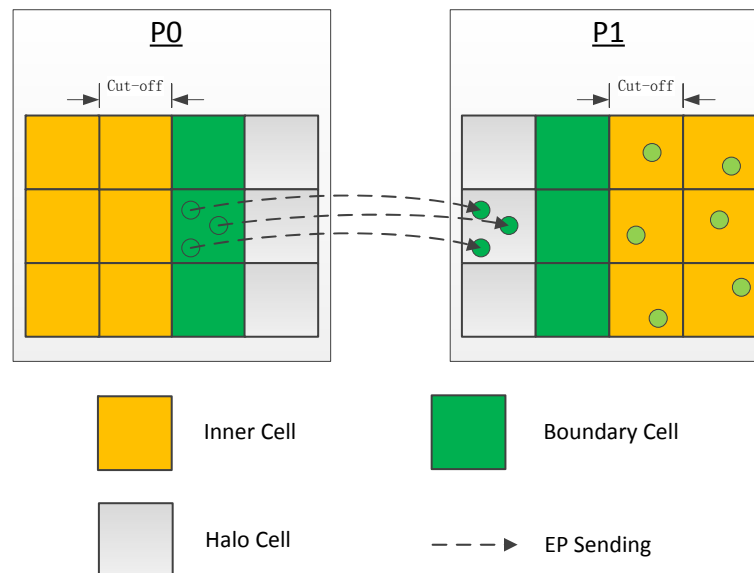 P0
P1
Cut-off
Cut-off
Inner Cell
Boundary Cell
Halo Cell
EP Sending